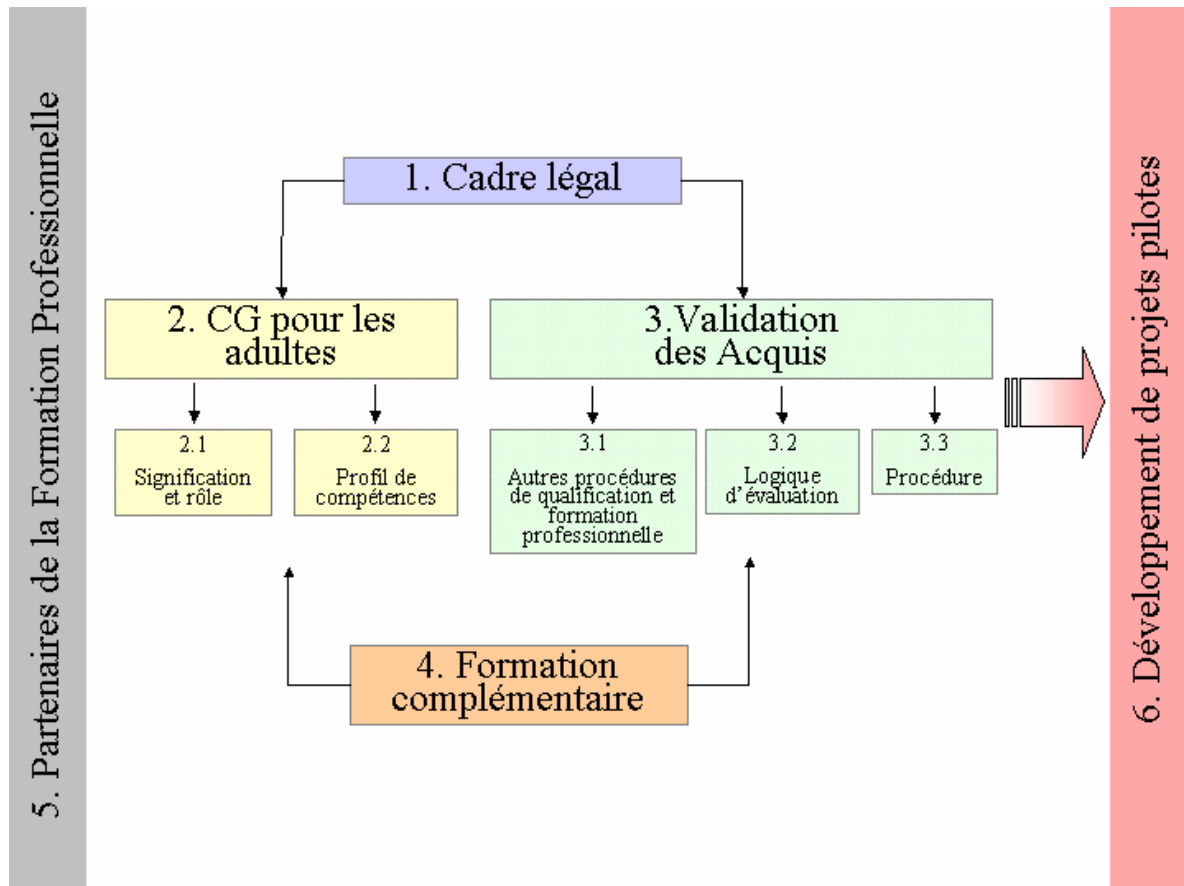 5. Partenaires de la Formation Professionnelle
1. Cadre légal
2. CG pour les
adultes
3.Validation
des Acquis
2.1
Signification
et rôle
2.2
Profil de
compétences
3.1
Autres procédures
de qualification et
formation
professionnelle
3.2
Logique
d'évaluation
3.3
Procédure
4. Formation
complémentaire
6. Développement de projets pilotes